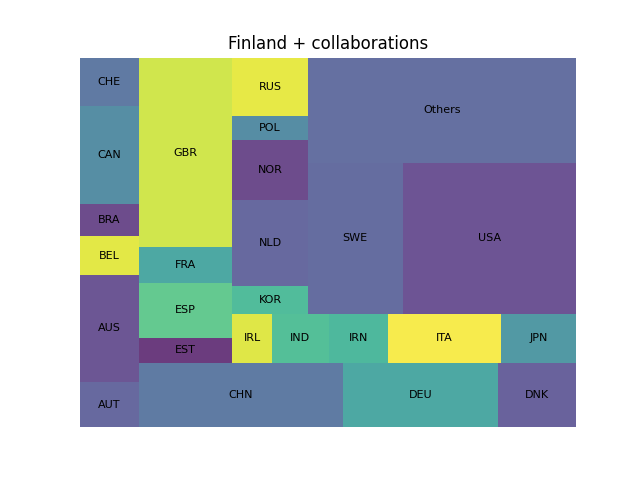 Finland + collaborations
CHE
CAN
BRA
BEL
AUS
AUT
GBR
FRA
ESP
EST
RUS
POL
NOR
NLD
KOR
Others
SWE
USA
IRL
IND
IRN
ITA
JPN
CHN
DEU
DNK